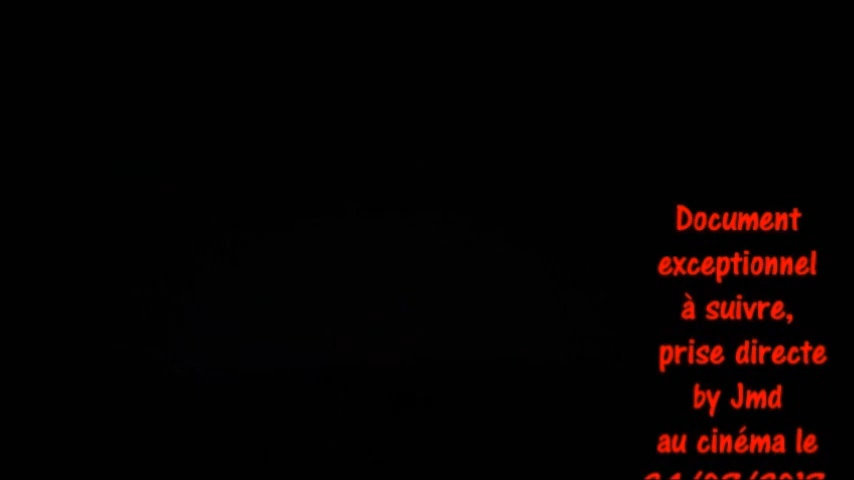 Document
exceptionnel
à suivre,
prise directe
by Jmd
au cinéma le